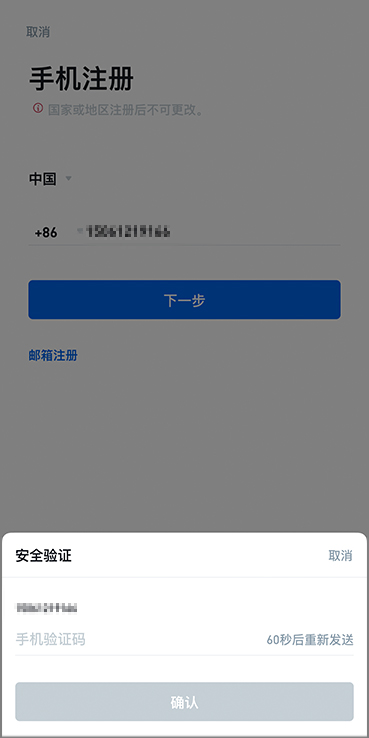 取消
手机注册
国家或地区注册后不可更改。
中国
+86
下一步
邮箱注册
安全验证 取消
手机验证码 60秒后重新发送
确认